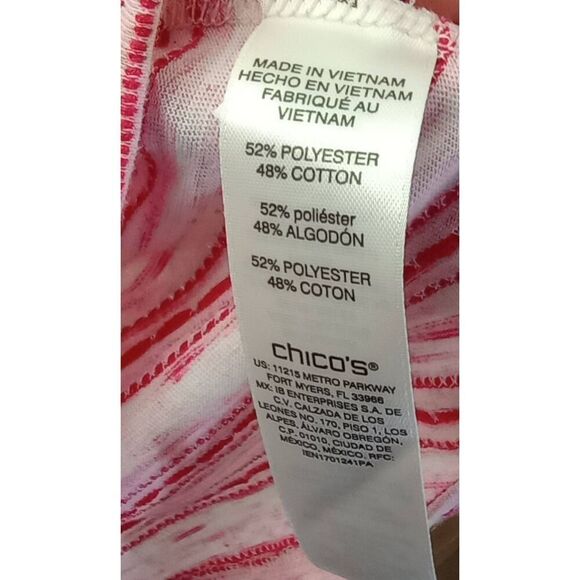 MADE IN VIETNAM
HECHO EN VIETNAM
FABRIQUÉ AU
VIETNAM
52% POLYESTER
48% COTTON
52% poliéster
48% ALGODÓN
52% POLYESTER
48% COTON
chico's®
US: 11215 METRO PARKWAY
FORT MYERS, FL 33966
MX: IB ENTERPRISES S.A. DE
C.V. CALZADA DE LOS
LEONES NO. 170, PISO 1, LOS
ALPES, ÁLVARO OBREGÓN,
C.P. 01010, CIUDAD DE
MÉXICO, MÉXICO, RFC:
IEN1701241PA